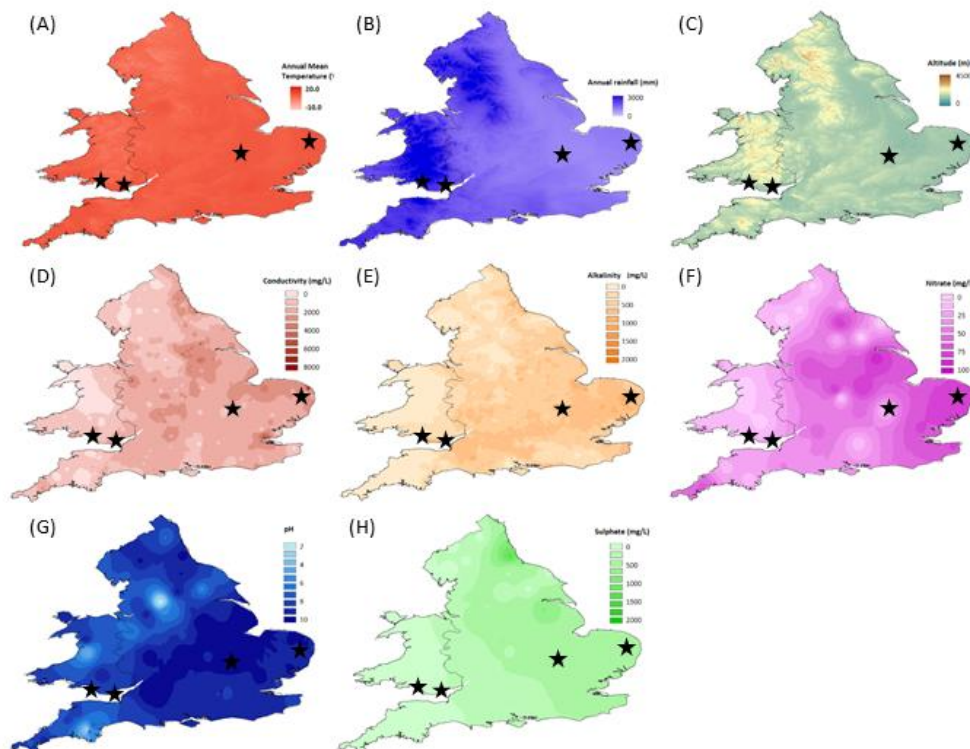 (A)
Annual Mean
Temperature (°
20.0
-10.0
(B)
Annual rainfall (mm)
3000
0
(C)
Altitude (m)
4500
0
(D)
Conductivity (mg/L)
0
2000
4000
6000
8000
(E)
Alkalinity (mg/L)
0
500
1000
1500
2000
(F)
Nitrate (mg/
0
25
50
75
100
(G)
pH
2
4
6
8
10
(H)
Sulphate (mg/L)
0
500
1000
1500
2000